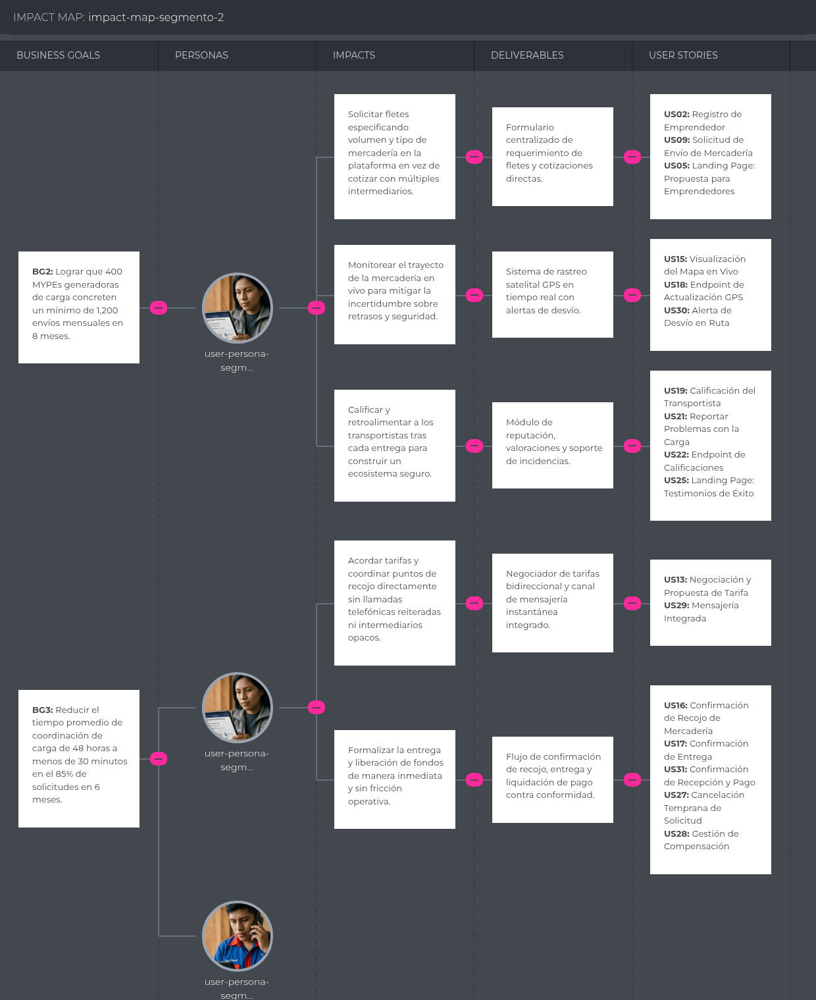 IMPACT MAP: impact-map-segmento-2
BUSINESS GOALS
PERSONAS
IMPACTS
DELIVERABLES
USER STORIES
BG2: Lograr que 400
MYPEs generadoras
de carga concreten
un mínimo de 1,200
envíos mensuales en
8 meses.
user-persona-
segm...
Solicitar fletes
especificando
volumen y tipo de
mercadería en la
plataforma en vez de
cotizar con múltiples
intermediarios.
Formulario
centralizado de
requerimiento de
fletes y cotizaciones
directas.
US02: Registro de
Emprendedor
US09: Solicitud de
Envío de Mercadería
US05: Landing Page:
Propuesta para
Emprendedores
Monitorear el trayecto
de la mercadería en
vivo para mitigar la
incertidumbre sobre
retrasos y seguridad.
Sistema de rastreo
satelital GPS en
tiempo real con
alertas de desvío.
US15: Visualización
del Mapa en Vivo
US18: Endpoint de
Actualización GPS
US30: Alerta de
Desvío en Ruta
Calificar y
retroalimentar a los
transportistas tras
cada entrega para
construir un
ecosistema seguro.
Módulo de
reputación,
valoraciones y soporte
de incidencias.
US19: Calificación del
Transportista
US21: Reportar
Problemas con la
Carga
US22: Endpoint de
Calificaciones
US25: Landing Page:
Testimonios de Éxito
BG3: Reducir el
tiempo promedio de
coordinación de
carga de 48 horas a
menos de 30 minutos
en el 85% de
solicitudes en 6
meses.
user-persona-
segm...
Acordar tarifas y
coordinar puntos de
recojo directamente
sin llamadas
telefónicas reiteradas
ni intermediarios
opacos.
Negociador de tarifas
bidireccional y canal
de mensajería
instantánea
integrado.
US13: Negociación y
Propuesta de Tarifa
US29: Mensajería
Integrada
Formalizar la entrega
y liberación de fondos
de manera inmediata
y sin fricción
operativa.
Flujo de confirmación
de recojo, entrega y
liquidación de pago
contra conformidad.
US16: Confirmación
de Recojo de
Mercadería
US17: Confirmación
de Entrega
US31: Confirmación
de Recepción y Pago
US27: Cancelación
Temprana de
Solicitud
US28: Gestión de
Compensación
user-persona-
segm...